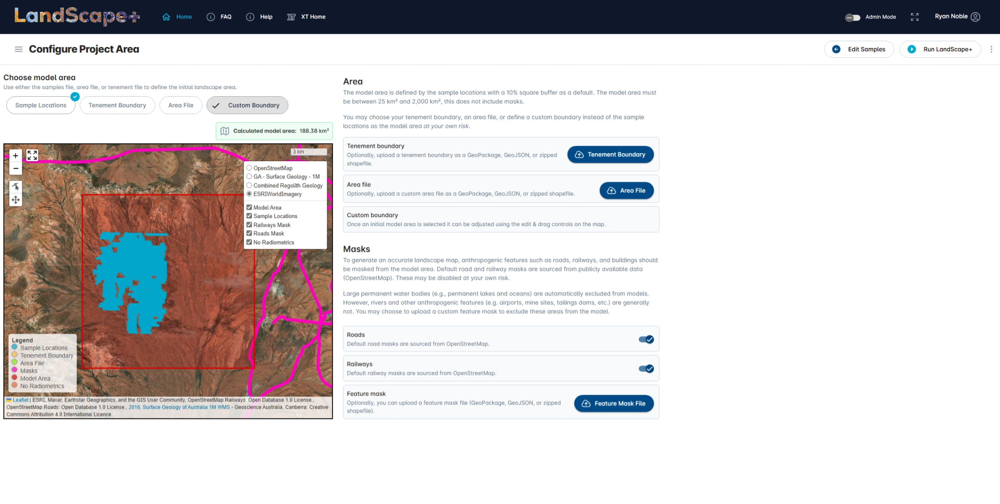 LandScape+
Home
FAQ
Help
XT Home
Admin Mode
Ryan Noble
Configure Project Area
Edit Samples
Run LandScape+
Choose model area
Use either the samples file, area file, or tenement file to define the initial landscape area.
Sample Locations
Tenement Boundary
Area File
Custom Boundary
Calculated model area: 188.38 km²
+
−
3 km
OpenStreetMap
GA - Surface Geology - 1M
Combined Regolith Geology
ESRIWorldImagery
Model Area
Sample Locations
Railways Mask
Roads Mask
No Radiometrics
Legend
Sample Locations
Tenement Boundary
Area File
Masks
Model Area
No Radiometrics
Leaflet | ESRI, Maxar, Earthstar Geographics, and the GIS User Community, OpenStreetMap Railways: Open Database 1.0 License.,
OpenStreetMap Roads: Open Database 1.0 License., 2016. Surface Geology of Australia 1M WMS - Geoscience Australia, Canberra: Creative
Commons Attribution 4.0 International Licence
Area
The model area is defined by the sample locations with a 10% square buffer as a default. The model area must
be between 25 km² and 2,000 km², this does not include masks.
You may choose your tenement boundary, an area file, or define a custom boundary instead of the sample
locations as the model area at your own risk.
Tenement boundary
Optionally, upload a tenement boundary as a GeoPackage, GeoJSON, or zipped
shapefile.
Tenement Boundary
Area file
Optionally, upload a custom area file as a GeoPackage, GeoJSON, or zipped shapefile.
Area File
Custom boundary
Once an initial model area is selected it can be adjusted using the edit & drag controls on the map.
Masks
To generate an accurate landscape map, anthropogenic features such as roads, railways, and buildings should
be masked from the model area. Default road and railway masks are sourced from publicly available data
(OpenStreetMap). These may be disabled at your own risk.
Large permanent water bodies (e.g., permanent lakes and oceans) are automatically excluded from models.
However, rivers and other anthropogenic features (e.g. airports, mine sites, tailings dams, etc.) are generally
not. You may choose to upload a custom feature mask to exclude these areas from the model.
Roads
Default road masks are sourced from OpenStreetMap.
Railways
Default railway masks are sourced from OpenStreetMap.
Feature mask
Optionally, you can upload a feature mask file (GeoPackage, GeoJSON, or zipped
shapefile).
Feature Mask File